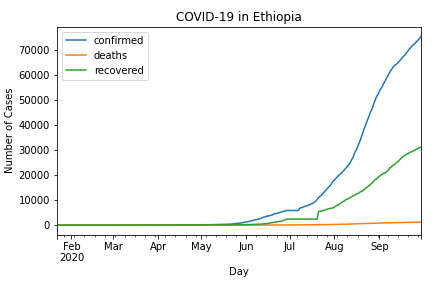 COVID-19 in Ethiopia
confirmed
deaths
recovered
70000
60000
50000
40000
30000
20000
10000
0
Number of Cases
Feb Mar Apr May Jun Jul Aug Sep
2020
Day